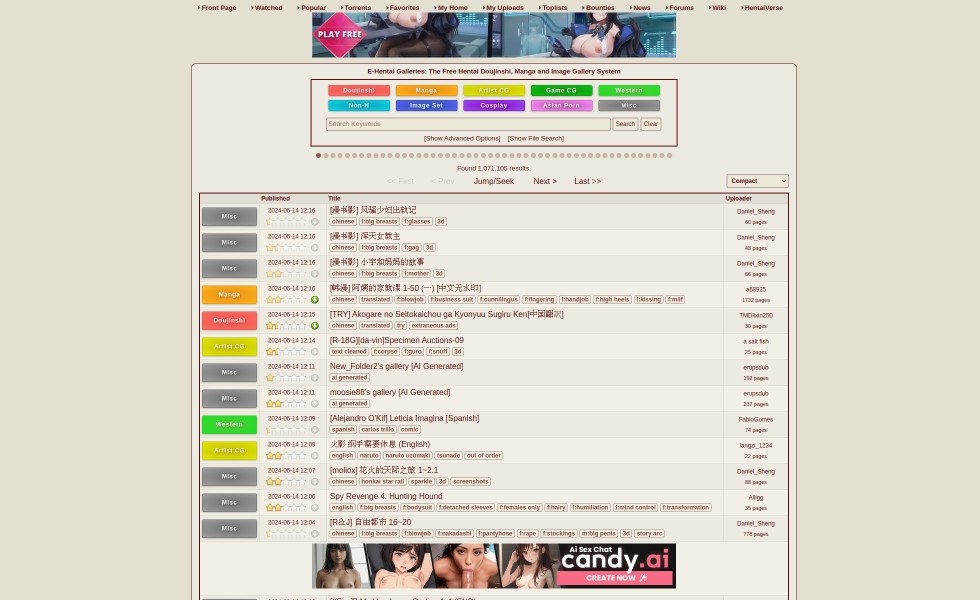 Front Page Watched Popular Torrents Favorites My Home My Uploads Toplists Bounties News Forums Wiki HentaiVerse
PLAY FREE
E-Hentai Galleries: The Free Hentai Doujinshi, Manga and Image Gallery System
Doujinshi Manga Artist CG Game CG Western
Non-H Image Set Cosplay Asian Porn Misc
Search Keywords Search Clear
[Show Advanced Options] [Show File Search]
Found 1,071,105 results.
<< First < Prev Jump/Seek Next > Last >> Compact
Published Title Uploader
Misc 2024-06-14 12:16 [漫书影] 风骚少妇出轨记 Daniel_Sheng
chinese f:big breasts f:glasses 3d 60 pages
Misc 2024-06-14 12:16 [漫书影] 浑天女教主 Daniel_Sheng
chinese f:big breasts f:gag 3d 48 pages
Misc 2024-06-14 12:16 [漫书影] 小宇和妈妈的故事 Daniel_Sheng
chinese f:big breasts f:mother 3d 66 pages
Manga 2024-06-14 12:16 [韩漫] 阿姨的家教课 1-50 (一) [中文无水印] a68925
chinese translated f:blowjob f:business suit f:cunnilingus f:fingering f:handjob f:high heels f:kissing f:milf 1732 pages
Doujinshi 2024-06-14 12:15 [TRY] Akogare no Seitokaichou ga Kyonyuu Sugiru Ken[中国翻訳] TMDlixin250
chinese translated try extraneous ads 30 pages
Artist CG 2024-06-14 12:14 [R-18G][da-vin]Specimen Auctions-09 a salt fish
text cleaned f:corpse f:guro f:snuff 3d 25 pages
Misc 2024-06-14 12:11 New_Folder2's gallery [AI Generated] erupsdub
ai generated 192 pages
Misc 2024-06-14 12:11 moosie88's gallery [AI Generated] erupsdub
ai generated 237 pages
Western 2024-06-14 12:09 [Alejandro O'Kif] Leticia Imagina [Spanish] FabioGomes
spanish carlos trillo comic 74 pages
Artist CG 2024-06-14 12:09 火影 纲手需要休息 (English) langzi_1234
english naruto naruto uzumaki tsunade out of order 22 pages
Misc 2024-06-14 12:07 [moliox] 花火的天际之旅 1~2.1 Daniel_Sheng
chinese honkai star rail sparkle 3d screenshots 88 pages
Misc 2024-06-14 12:06 Spy Revenge 4: Hunting Hound Alligg
english f:big breasts f:bodysuit f:detached sleeves f:females only f:hairy f:humiliation f:mind control f:transformation 35 pages
Misc 2024-06-14 12:04 [R&J] 自由都市 16~20 Daniel_Sheng
chinese f:big breasts f:blowjob f:nakadashi f:pantyhose f:rape f:stockings m:big penis 3d story arc 778 pages
Ai Sex Chat
candy.ai
CREATE NOW